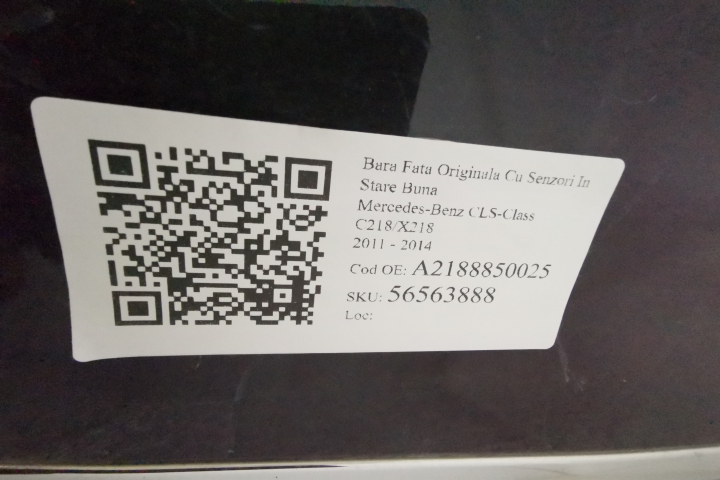 Bara Fata Originala Cu Senzori In
Stare Buna
Mercedes-Benz CLS-Class
C218/X218
2011 - 2014
Cod OE: A2188850025
SKU: 56563888
Loc: